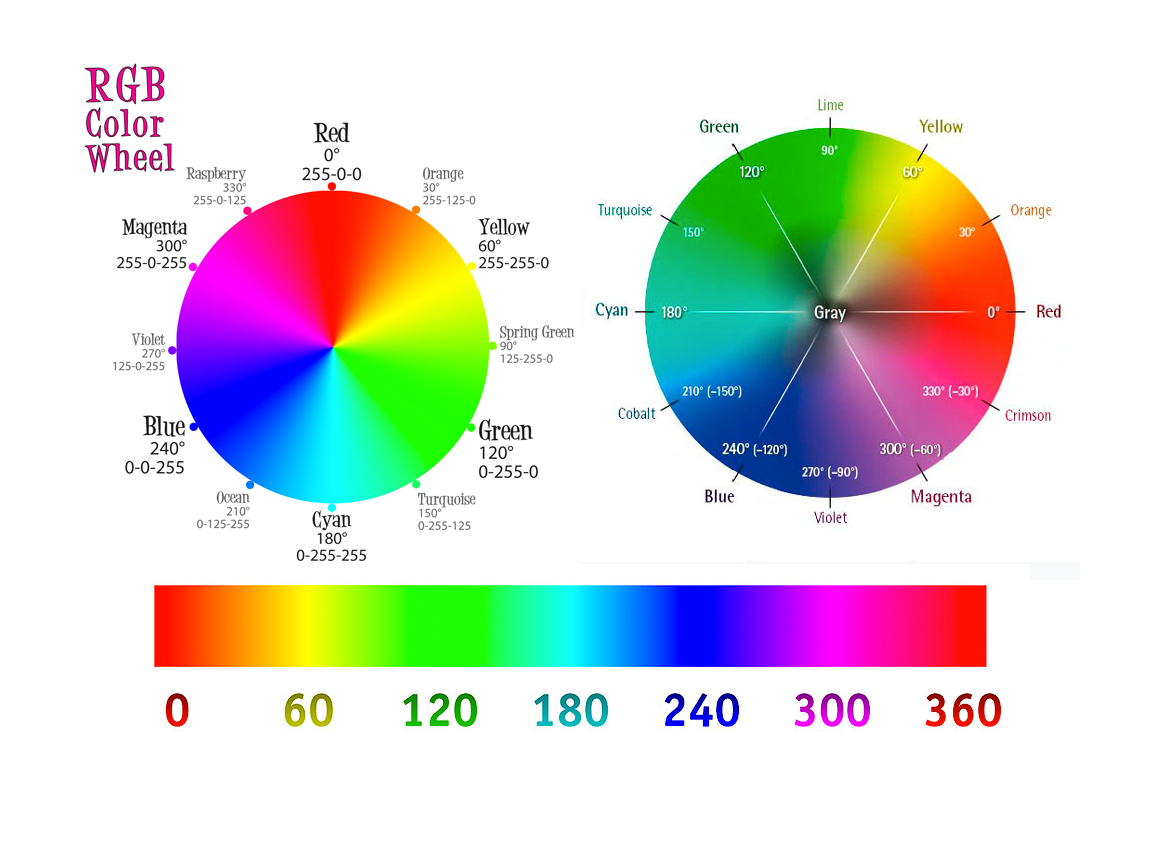 RGB
Color
Wheel
Red
0°
255-0-0
Orange
30°
255-125-0
Yellow
60°
255-255-0
Spring Green
90°
125-255-0
Green
120°
0-255-0
Turquoise
150°
0-255-125
Cyan
180°
0-255-255
Ocean
210°
0-125-255
Blue
240°
0-0-255
Violet
270°
125-0-255
Magenta
300°
255-0-255
Raspberry
330°
255-0-125
Lime
90°
Yellow
60°
Orange
30°
Red
0°
Crimson
330° (–30°)
Magenta
300° (–60°)
Violet
270° (–90°)
Blue
240° (–120°)
Cobalt
210° (–150°)
Cyan
180°
Turquoise
150°
Green
120°
Gray
0 60 120 180 240 300 360